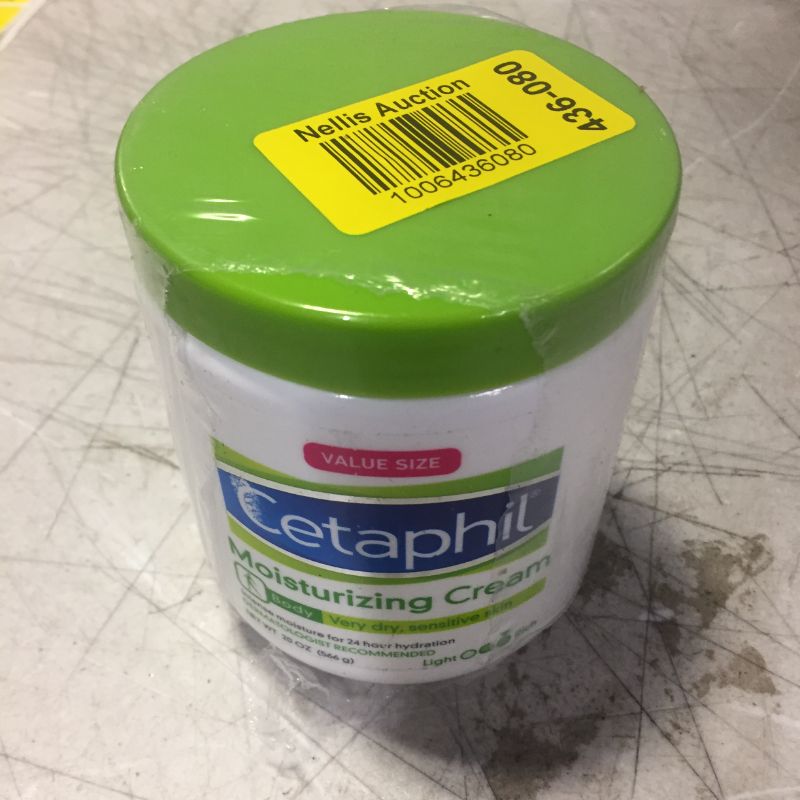 Nellis Auction
1006436080
436-080
VALUE SIZE
Cetaphil®
Moisturizing Cream
Body Very dry, sensitive skin
Intense moisture for 24 hour hydration
DERMATOLOGIST RECOMMENDED
NET WT. 20 OZ (566 g)
Light Rich